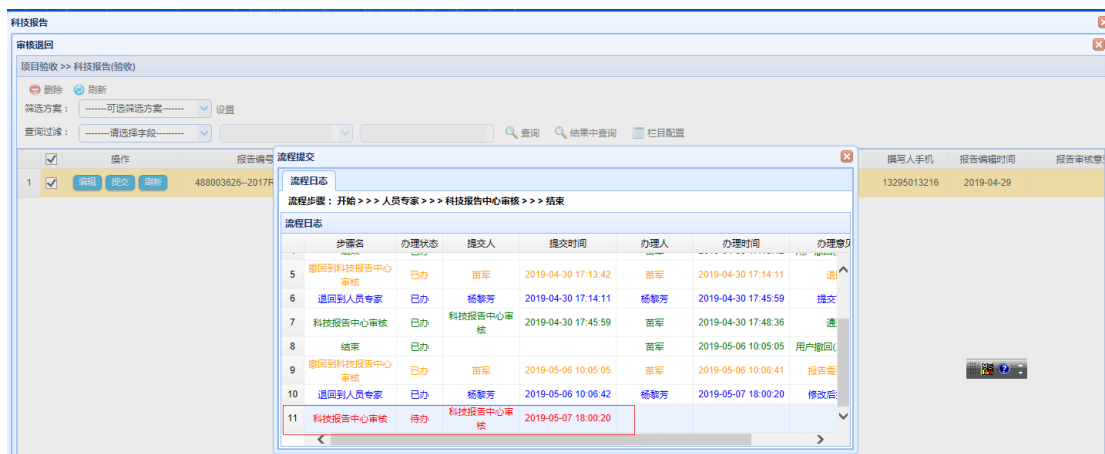 科技报告
审核退回
项目验收 >> 科技报告(验收)
删除 刷新
筛选方案： -------可选筛选方案------- 设置
查询过滤： --------请选择字段--------- 查询 结果中查询 栏目配置
操作 报告编号 撰写人手机 报告编辑时间 报告审核意
1 编辑 提交 刷新 488003626--2017R 13295013216 2019-04-29
流程提交
流程日志
流程步骤： 开始 > > > 人员专家 > > > 科技报告中心审核 > > > 结束
流程日志
步骤名 办理状态 提交人 提交时间 办理人 办理时间 办理意见
5 撤回到科技报告中心审核 已办 苗军 2019-04-30 17:13:42 苗军 2019-04-30 17:14:11
6 退回到人员专家 已办 杨黎芳 2019-04-30 17:14:11 杨黎芳 2019-04-30 17:45:59 提交
7 科技报告中心审核 已办 科技报告中心审核 2019-04-30 17:45:59 苗军 2019-04-30 17:48:36 通
8 结束 已办 苗军 2019-05-06 10:05:05 用户撤回(
9 撤回到科技报告中心审核 已办 苗军 2019-05-06 10:05:05 苗军 2019-05-06 10:06:41 报告需
10 退回到人员专家 已办 杨黎芳 2019-05-06 10:06:42 杨黎芳 2019-05-07 18:00:20 修改后
11 科技报告中心审核 待办 科技报告中心审核 2019-05-07 18:00:20